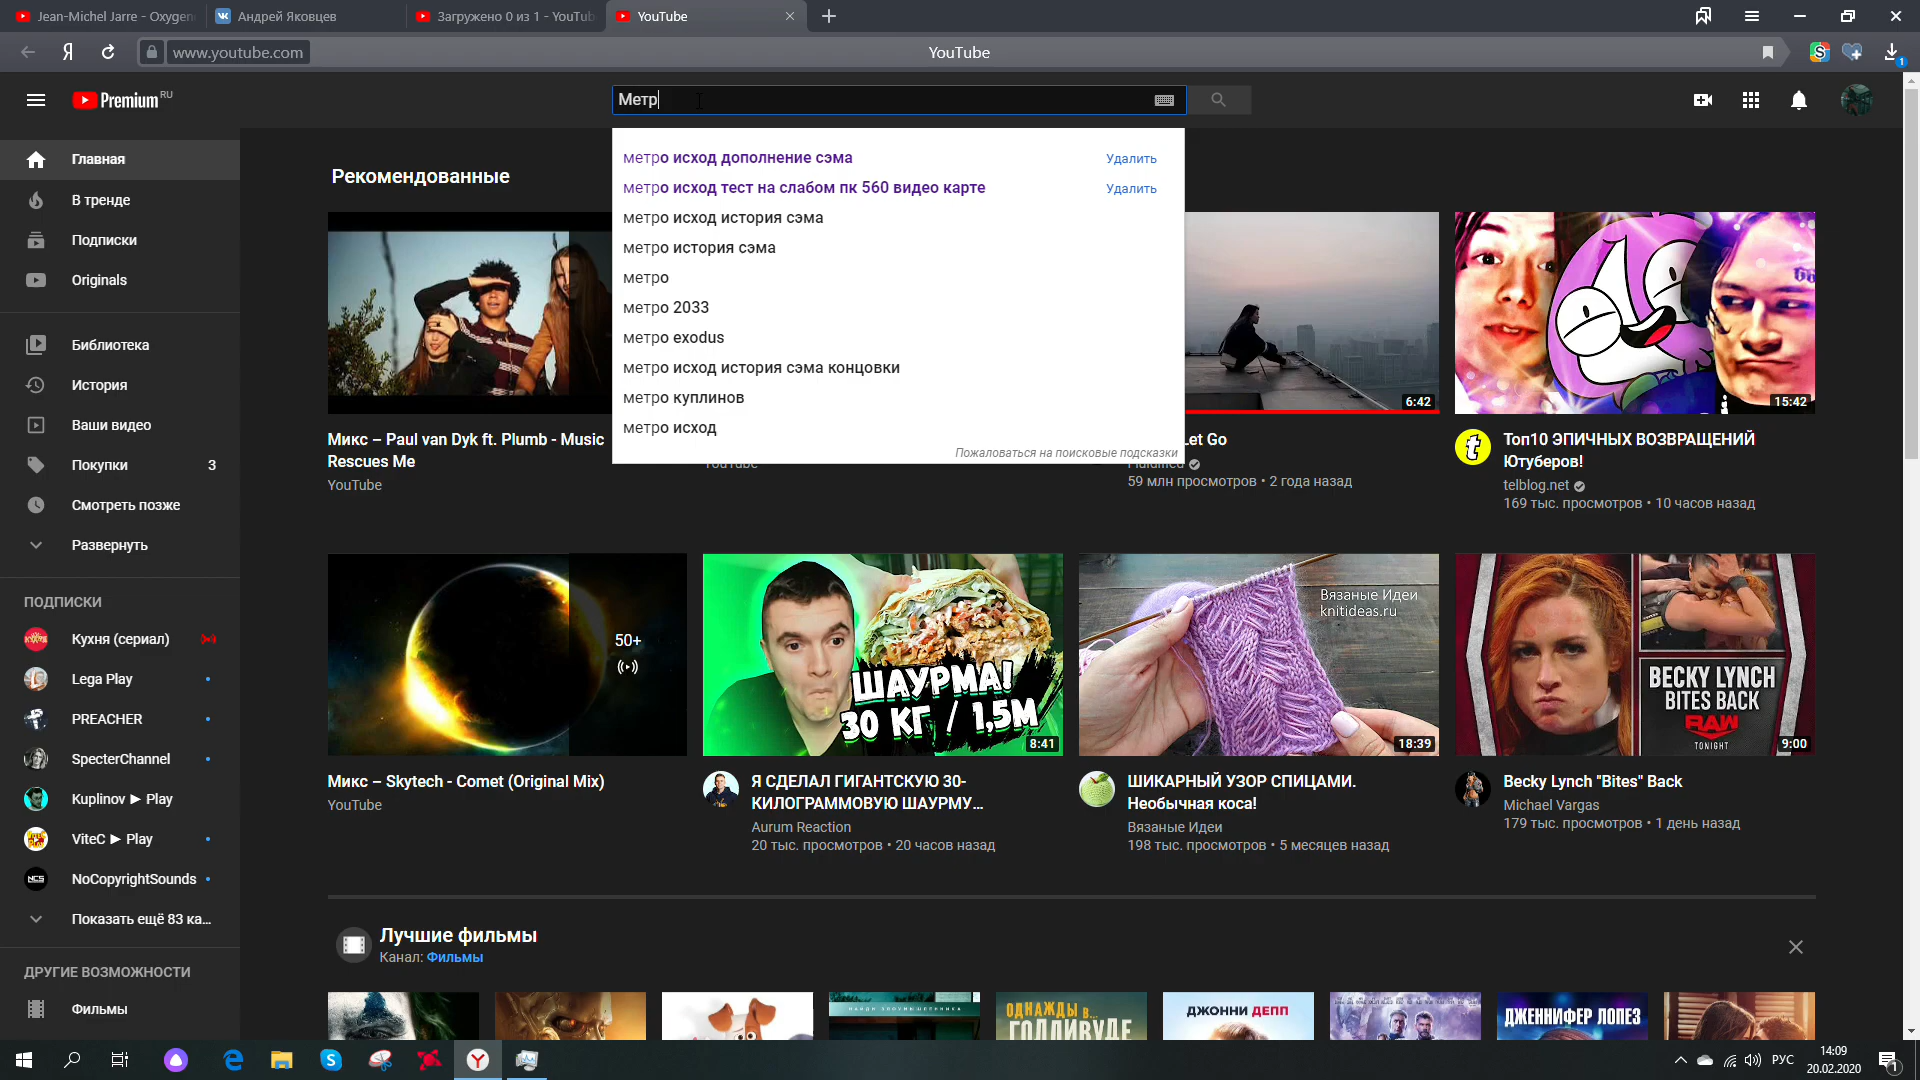 Jean-Michel Jarre - Oxygen
Андрей Яковцев
Загружено 0 из 1 - YouTub
YouTube
www.youtube.com
YouTube
1
Premium RU
Метр
метро исход дополнение сэма Удалить
метро исход тест на слабом пк 560 видео карте Удалить
метро исход история сэма
метро история сэма
метро
метро 2033
метро exodus
метро исход история сэма концовки
метро куплинов
метро исход
Пожаловаться на поисковые подсказки
Главная
В тренде
Подписки
Originals
Библиотека
История
Ваши видео
Покупки 3
Смотреть позже
Развернуть
ПОДПИСКИ
Кухня (сериал)
Lega Play
PREACHER
SpecterChannel
Kuplinov ► Play
ViteC ► Play
NoCopyrightSounds
Показать ещё 83 ка...
ДРУГИЕ ВОЗМОЖНОСТИ
Фильмы
Рекомендованные
6:42
15:42
Микс – Paul van Dyk ft. Plumb - Music
Rescues Me
YouTube
YouTube
Let Go
59 млн просмотров • 2 года назад
Топ10 ЭПИЧНЫХ ВОЗВРАЩЕНИЙ
Ютуберов!
telblog.net
169 тыс. просмотров • 10 часов назад
50+
ШАУРМА!
30 КГ / 1,5М
8:41
Вязаные Идеи
knitideas.ru
18:39
BECKY LYNCH
BITES BACK
RAW
TONIGHT
9:00
Микс – Skytech - Comet (Original Mix)
YouTube
Я СДЕЛАЛ ГИГАНТСКУЮ 30-
КИЛОГРАММОВУЮ ШАУРМУ...
Aurum Reaction
20 тыс. просмотров • 20 часов назад
ШИКАРНЫЙ УЗОР СПИЦАМИ.
Необычная коса!
Вязаные Идеи
198 тыс. просмотров • 5 месяцев назад
Becky Lynch "Bites" Back
Michael Vargas
179 тыс. просмотров • 1 день назад
Лучшие фильмы
Канал: Фильмы
ОДНАЖДЫ В...
ГОЛЛИВУДЕ
ДЖОННИ ДЕПП
ДЖЕННИФЕР ЛОПЕЗ
РУС
14:09
20.02.2020
1